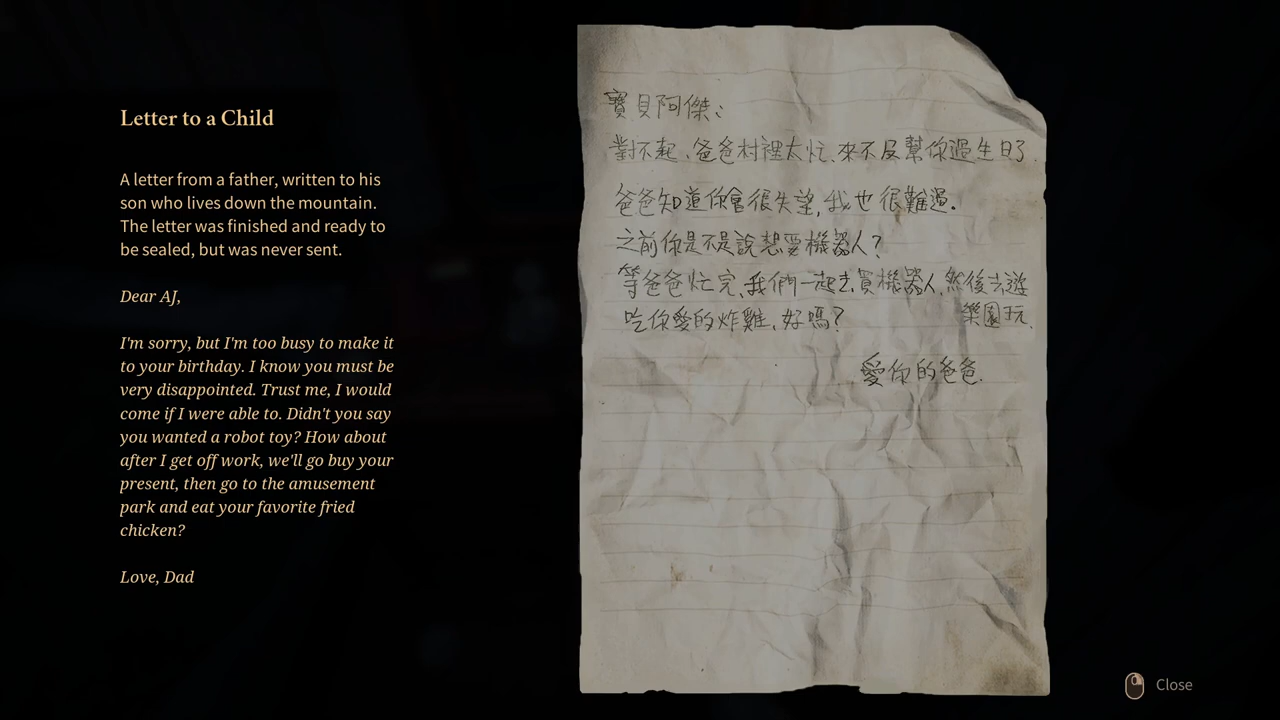 Letter to a Child
A letter from a father, written to his
son who lives down the mountain.
The letter was finished and ready to
be sealed, but was never sent.
Dear AJ,
I'm sorry, but I'm too busy to make it
to your birthday. I know you must be
very disappointed. Trust me, I would
come if I were able to. Didn't you say
you wanted a robot toy? How about
after I get off work, we'll go buy your
present, then go to the amusement
park and eat your favorite fried
chicken?
Love, Dad
寶貝阿傑:
對不起、爸爸村裡太忙、來不及幫你過生日了.
爸爸知道你會很失望,我也很難過。
之前你是不是說想要機器人?
等爸爸忙完、我們一起去買機器人、然後去遊
樂園玩、
吃你愛的炸雞、好嗎?
愛你的爸爸.
Close